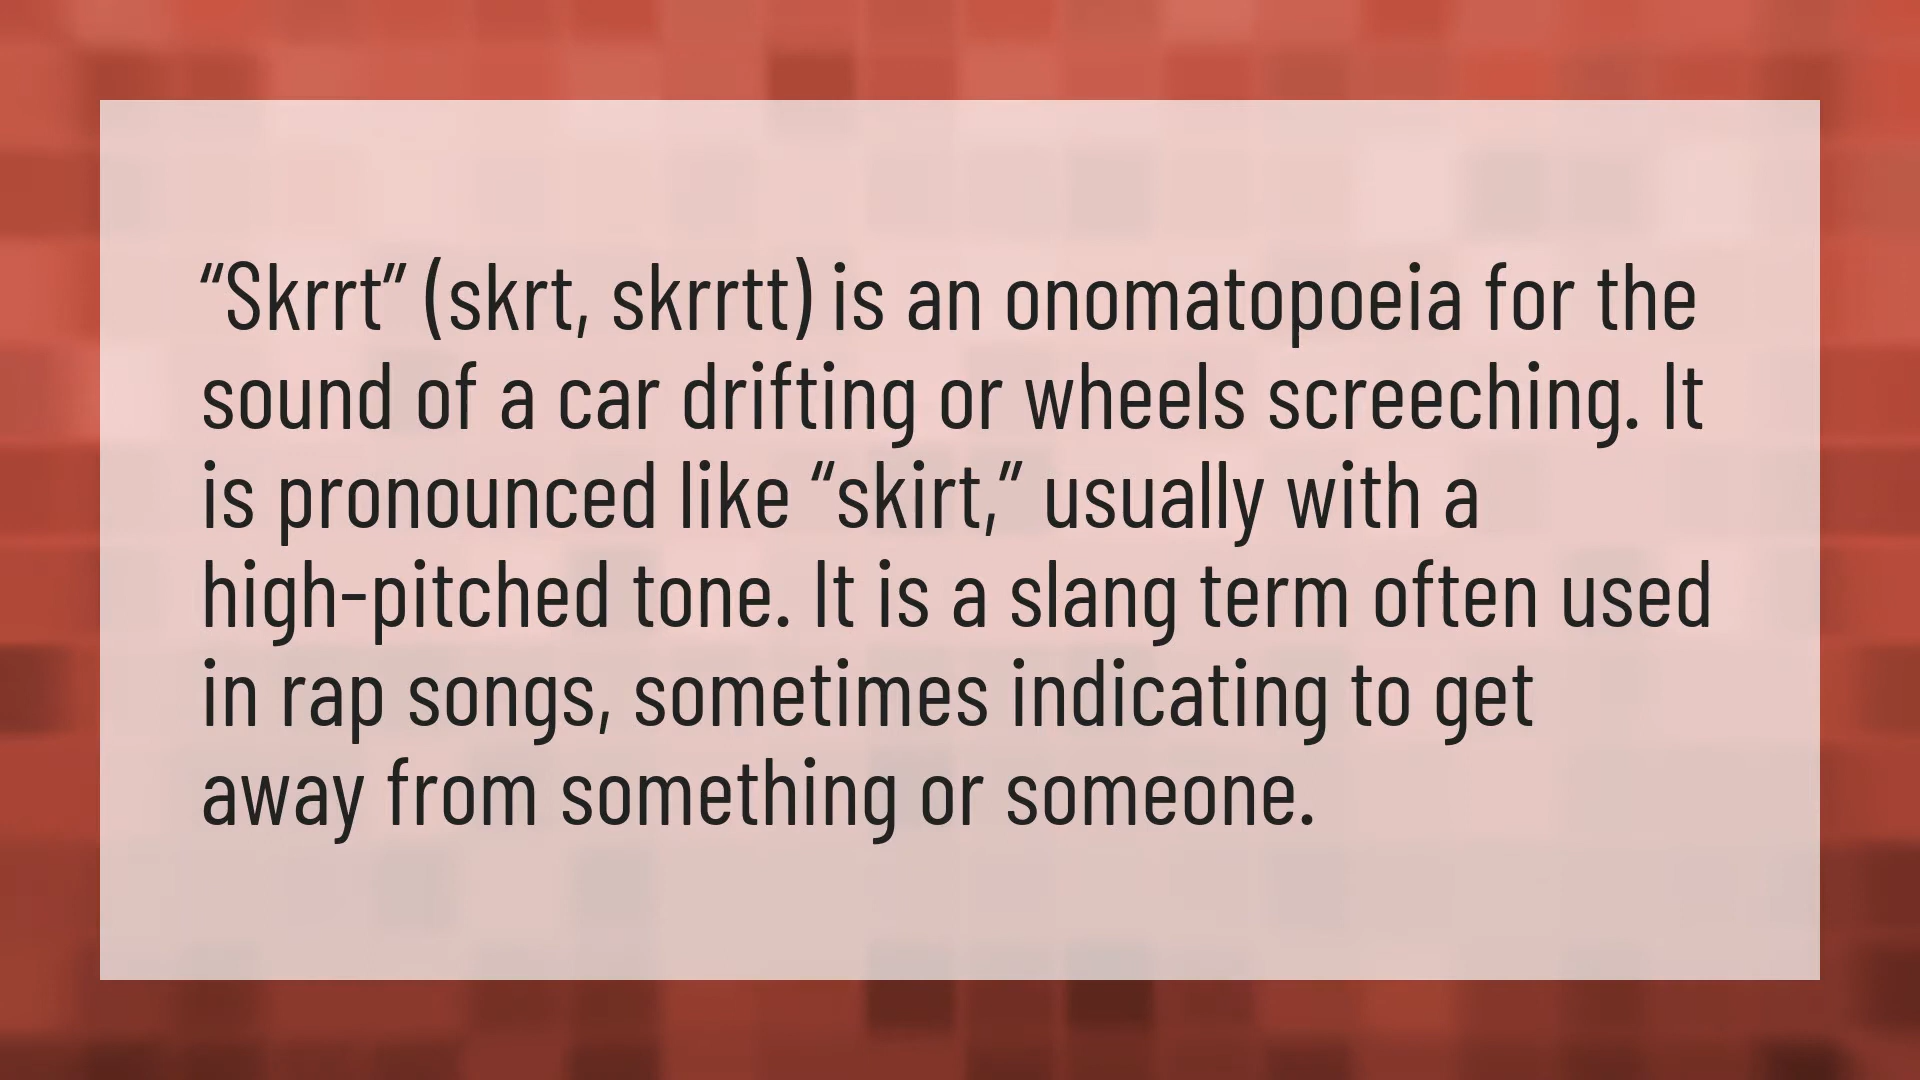 “Skrrt” (skrt, skrrtt) is an onomatopoeia for the
sound of a car drifting or wheels screeching. It
is pronounced like “skirt,” usually with a
high-pitched tone. It is a slang term often used
in rap songs, sometimes indicating to get
away from something or someone.